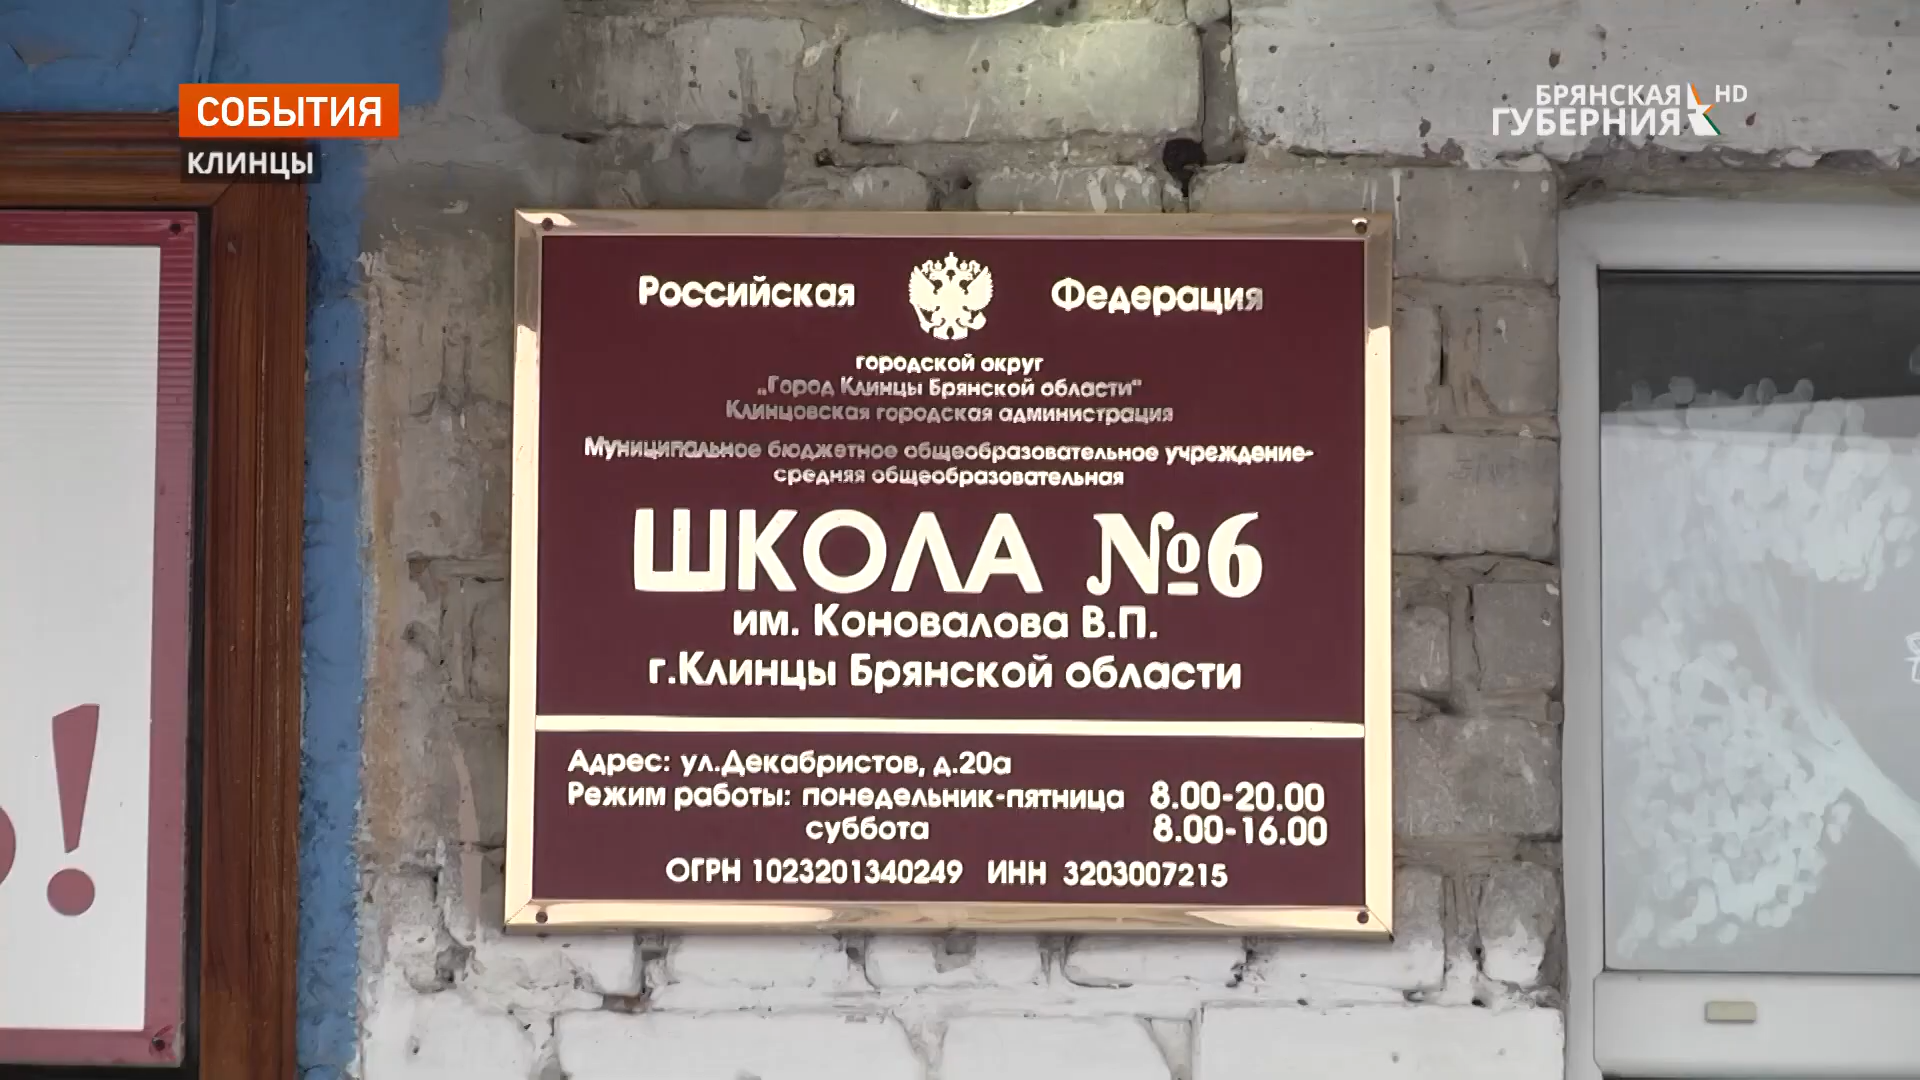 СОБЫТИЯ
КЛИНЦЫ
БРЯНСКАЯ HD
ГУБЕРНИЯ
Российская Федерация
городской округ
„Город Клинцы Брянской области"
Клинцовская городская администрация
Муниципальное бюджетное общеобразовательное учреждение-
средняя общеобразовательная
ШКОЛА №6
им. Коновалова В.П.
г.Клинцы Брянской области
Адрес: ул.Декабристов, д.20а
Режим работы: понедельник-пятница 8.00-20.00
суббота 8.00-16.00
ОГРН 1023201340249 ИНН 3203007215
!